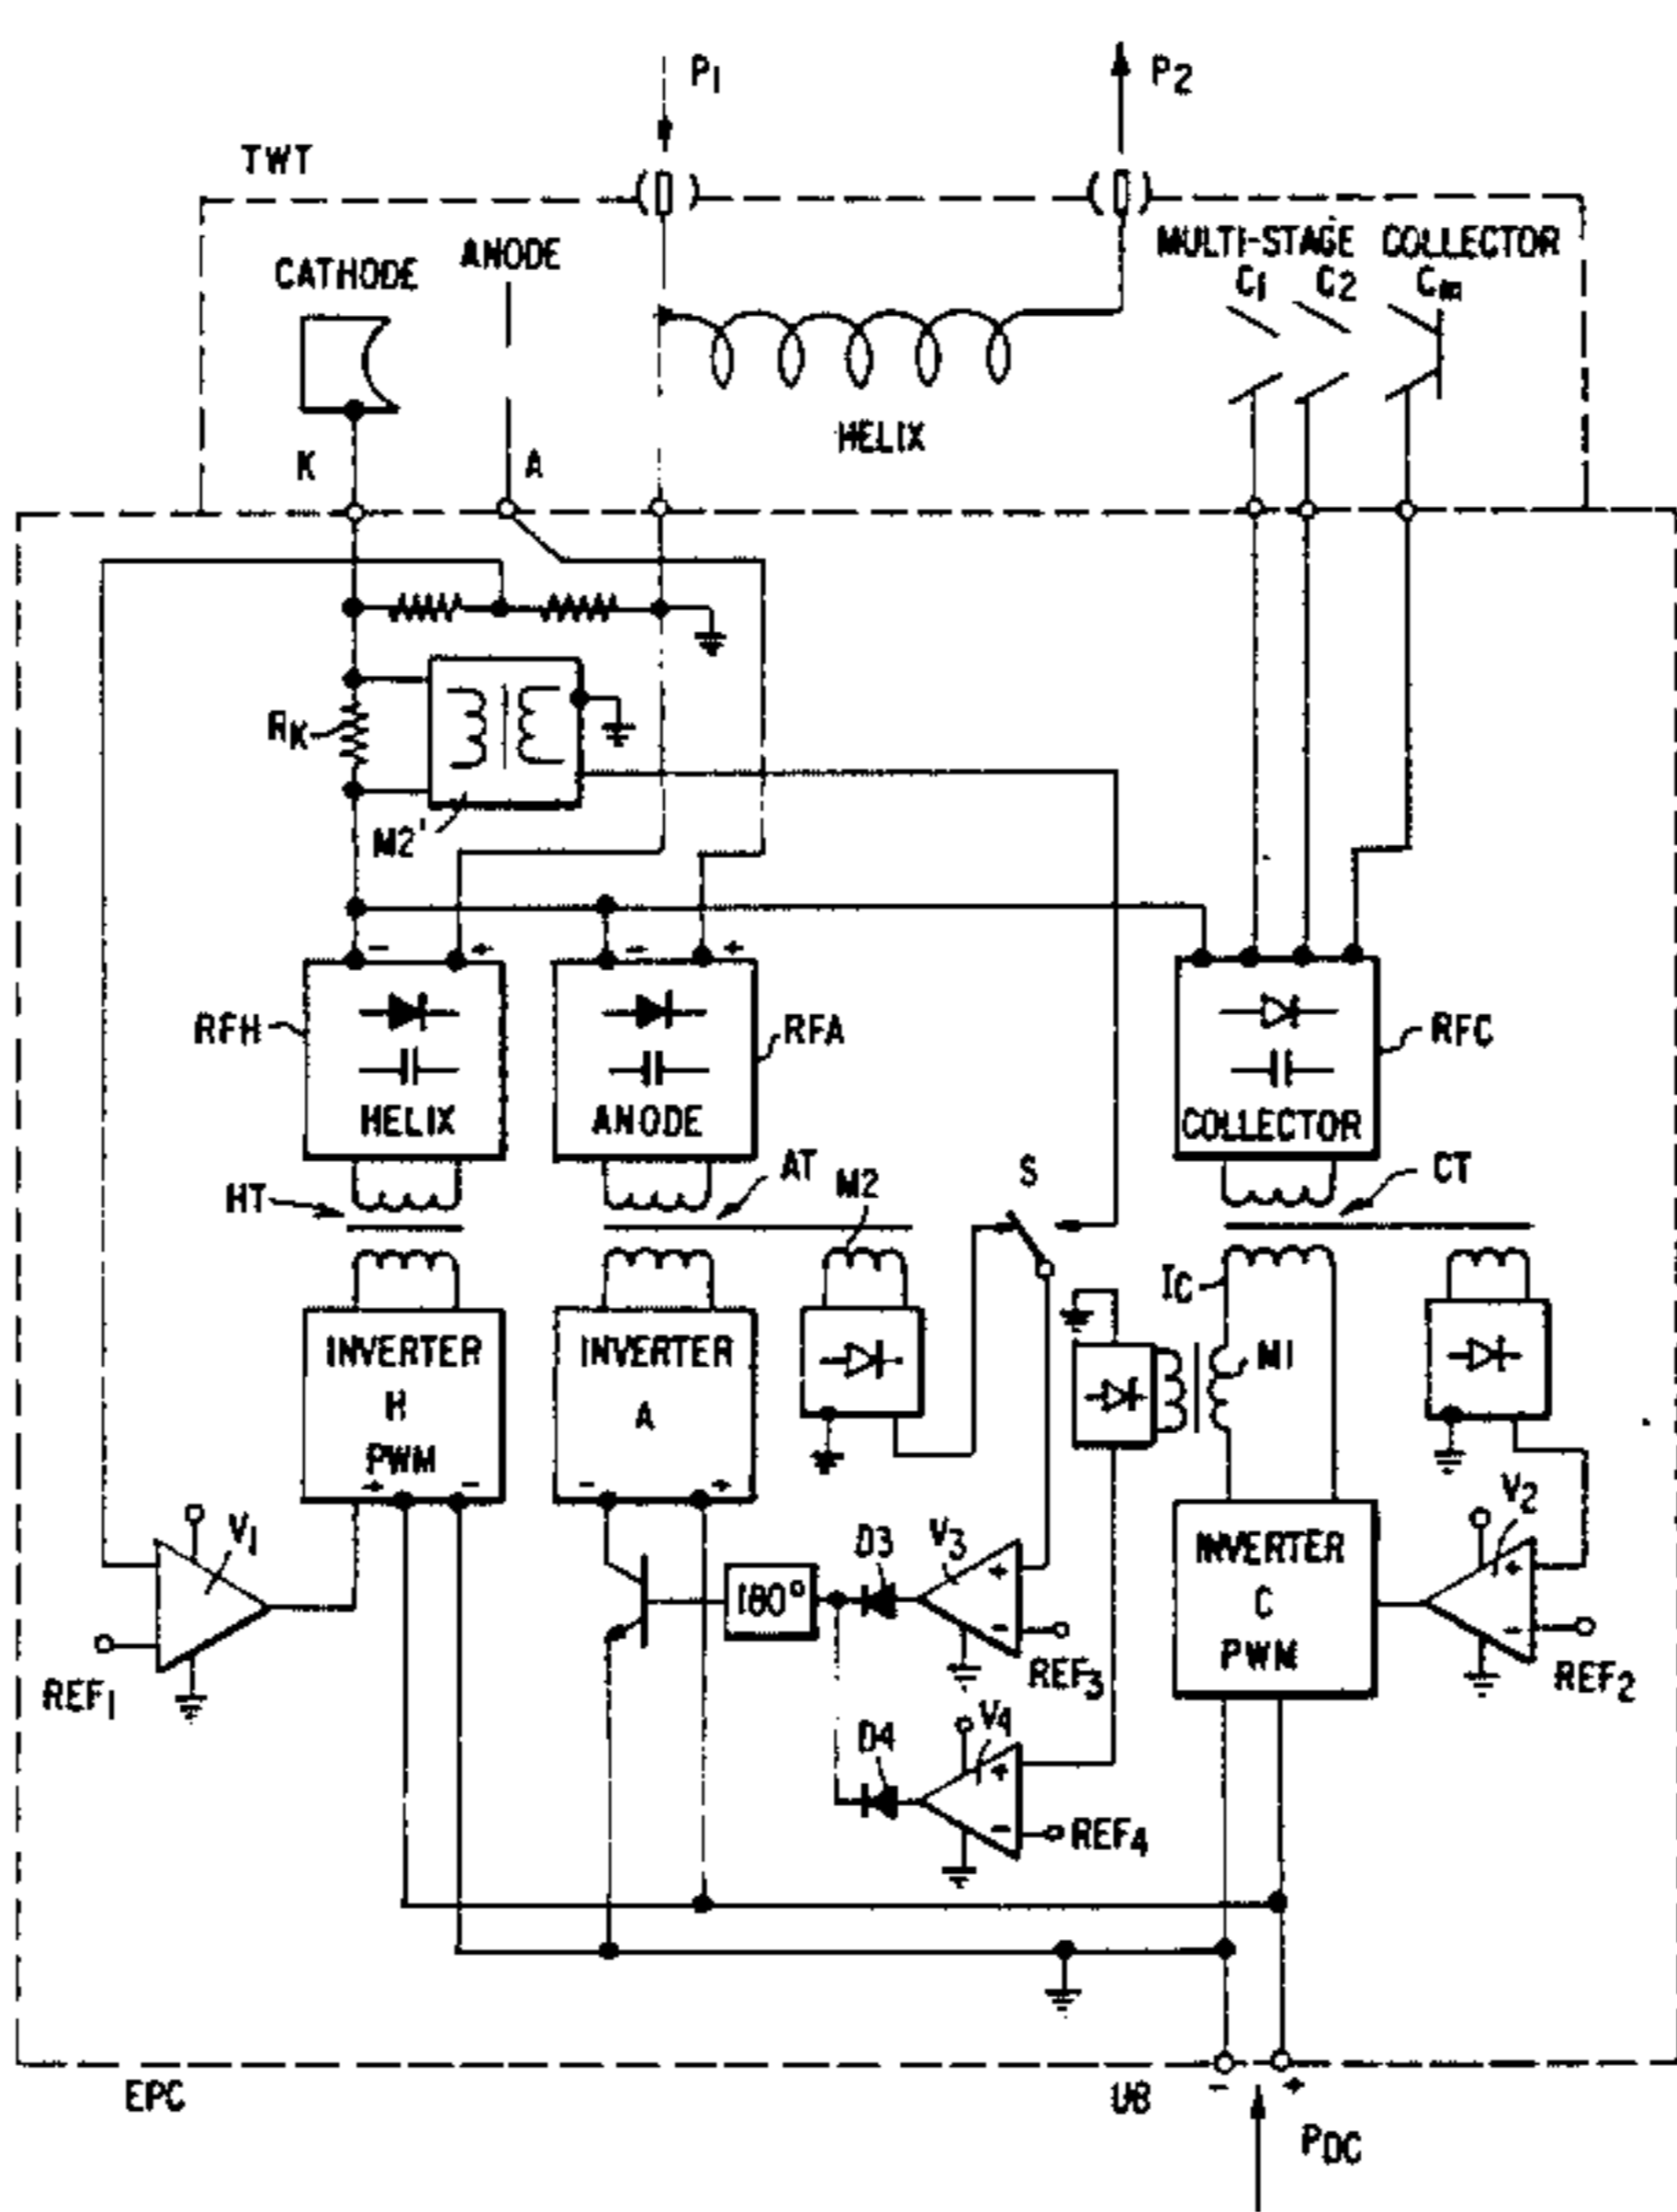 P1
P2
TWT
CATHODE
ANODE
MULTI-STAGE COLLECTOR
C1 C2 Cm
HELIX
K
A
RK
M2'
- +
- +
RFH
RFA
RFC
HELIX
ANODE
COLLECTOR
HT
AT
M2
S
CT
IC
M1
INVERTER
H
PWM
+ -
INVERTER
A
- +
INVERTER
C
PWM
V1
REF1
180°
D3
V3
+
-
REF3
V2
+
-
REF2
D4
V4
+
-
REF4
EPC
UB
- +
PDC